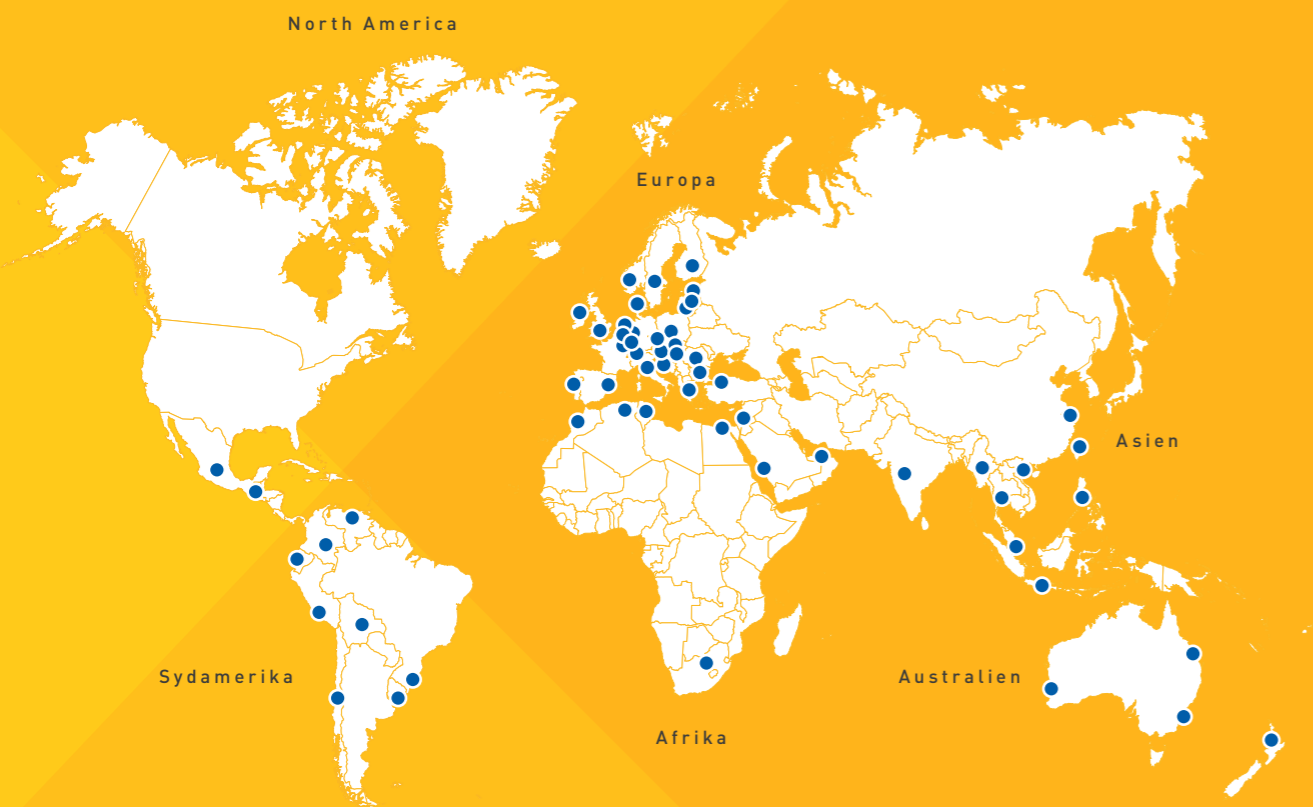 North America
Europa
Asien
Sydamerika
Australien
Afrika